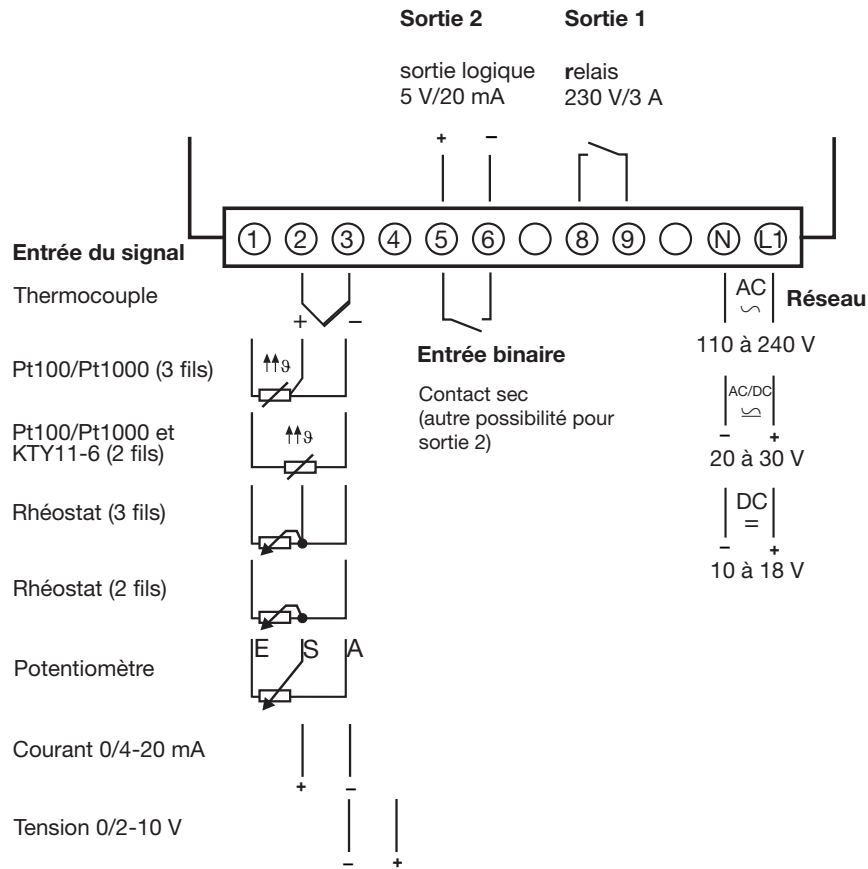 Sortie 2
Sortie 1
sortie logique
5 V/20 mA
relais
230 V/3 A
+
−
1 2 3 4 5 6 8 9 N L1
Entrée du signal
Thermocouple
+ −
AC
Réseau
110 à 240 V
Entrée binaire
Contact sec
(autre possibilité pour
sortie 2)
AC/DC
− +
20 à 30 V
DC
=
− +
10 à 18 V
Pt100/Pt1000 (3 fils)
ϑ
Pt100/Pt1000 et
KTY11-6 (2 fils)
ϑ
Rhéostat (3 fils)
Rhéostat (2 fils)
Potentiomètre
E S A
Courant 0/4-20 mA
+ −
Tension 0/2-10 V
− +